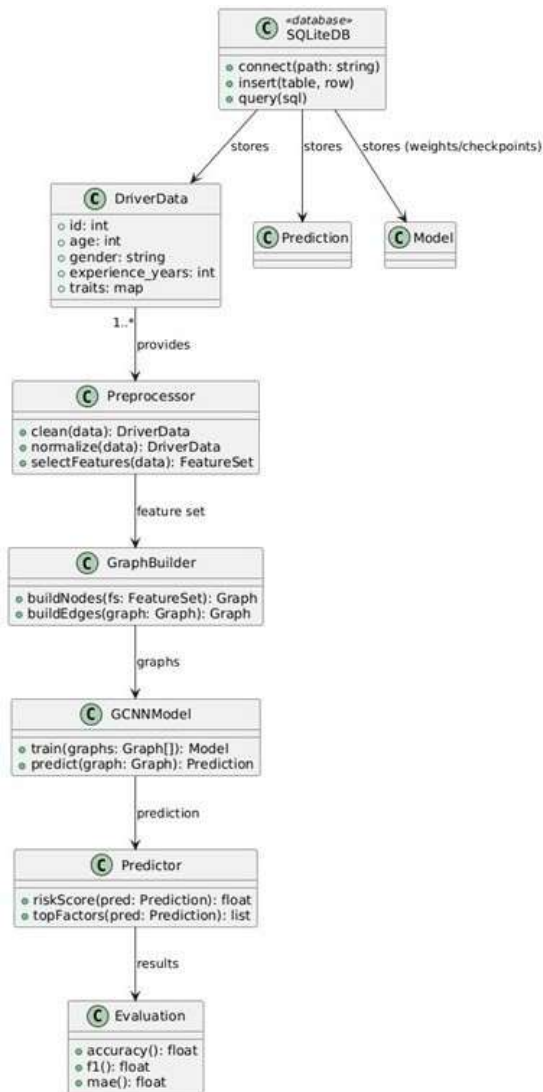 «database»
C SQLiteDB
connect(path: string)
insert(table, row)
query(sql)
stores
stores
stores (weights/checkpoints)
C DriverData
id: int
age: int
gender: string
experience_years: int
traits: map
C Prediction
C Model
1..*
provides
C Preprocessor
clean(data): DriverData
normalize(data): DriverData
selectFeatures(data): FeatureSet
feature set
C GraphBuilder
buildNodes(fs: FeatureSet): Graph
buildEdges(graph: Graph): Graph
graphs
C GCNNModel
train(graphs: Graph[]): Model
predict(graph: Graph): Prediction
prediction
C Predictor
riskScore(pred: Prediction): float
topFactors(pred: Prediction): list
results
C Evaluation
accuracy(): float
f1(): float
mae(): float